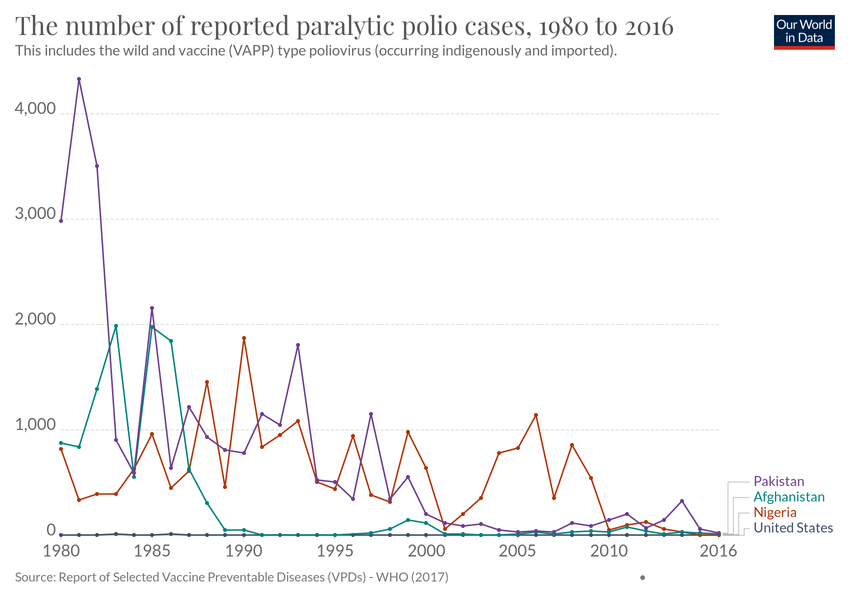 The number of reported paralytic polio cases, 1980 to 2016
Our World
in Data
This includes the wild and vaccine (VAPP) type poliovirus (occurring indigenously and imported).
4,000
3,000
2,000
1,000
0
Pakistan
Afghanistan
Nigeria
United States
1980 1985 1990 1995 2000 2005 2010 2016
Source: Report of Selected Vaccine Preventable Diseases (VPDs) - WHO (2017)